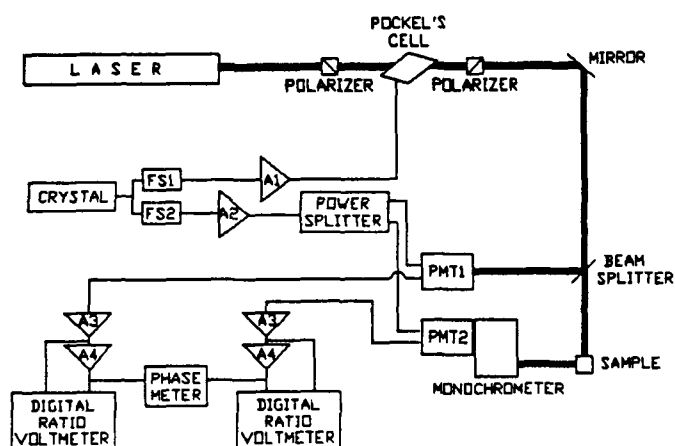 POCKEL'S
CELL
LASER
POLARIZER
POLARIZER
MIRROR
CRYSTAL
FS1
A1
FS2
A2
POWER
SPLITTER
PMT1
BEAM
SPLITTER
A3
A3
PMT2
A4
A4
SAMPLE
PHASE
METER
MONOCHROMETER
DIGITAL
RATIO
VOLTMETER
DIGITAL
RATIO
VOLTMETER